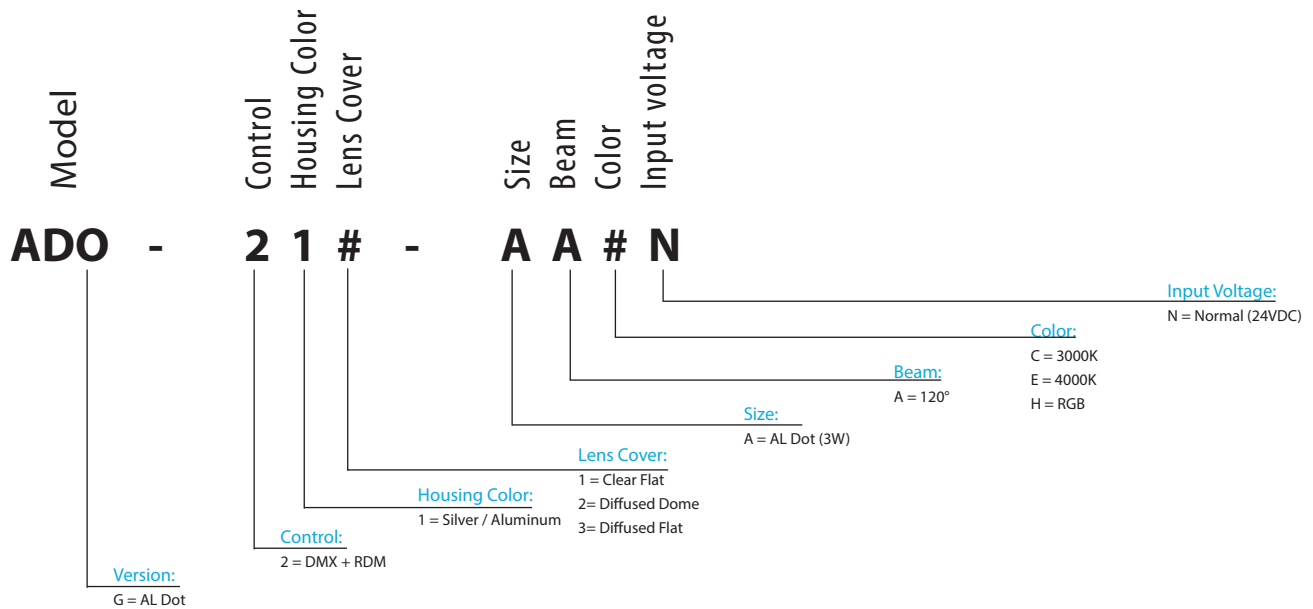 Model
Control
Housing Color
Lens Cover
Size
Beam
Color
Input voltage
ADO - 2 1 # - A A # N
Input Voltage:
N = Normal (24VDC)
Color:
C = 3000K
E = 4000K
H = RGB
Beam:
A = 120°
Size:
A = AL Dot (3W)
Lens Cover:
1 = Clear Flat
2= Diffused Dome
3= Diffused Flat
Housing Color:
1 = Silver / Aluminum
Control:
2 = DMX + RDM
Version:
G = AL Dot